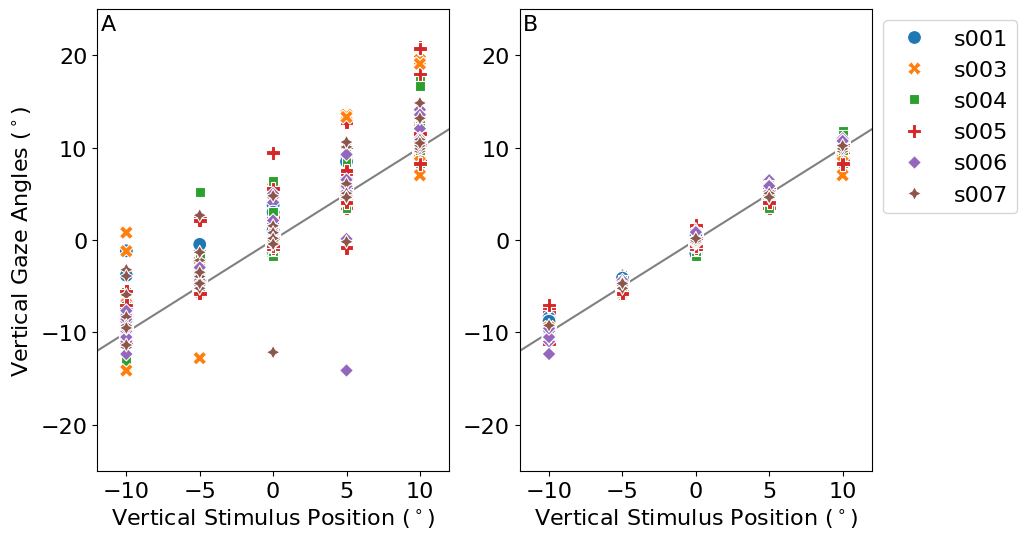 A
B
20
10
0
−10
−20
Vertical Gaze Angles (°)
−10 −5 0 5 10
Vertical Stimulus Position (°)
20
10
0
−10
−20
−10 −5 0 5 10
Vertical Stimulus Position (°)
s001
s003
s004
s005
s006
s007